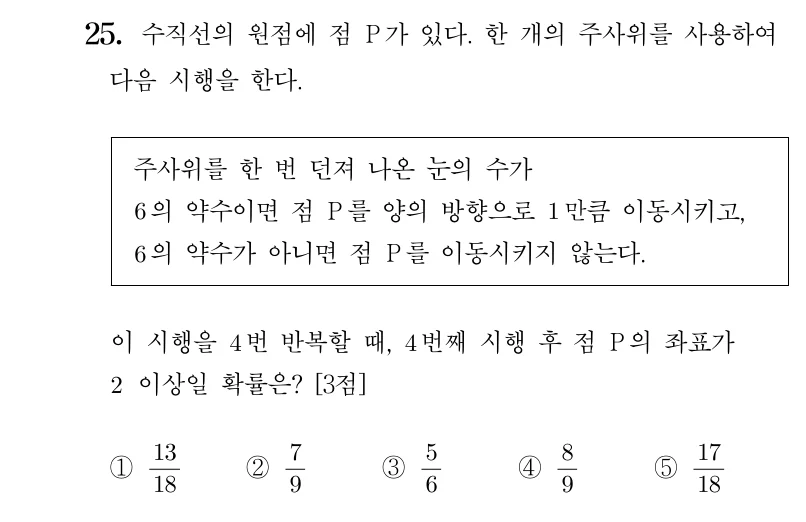 25. 수직선의 원점에 점 P가 있다. 한 개의 주사위를 사용하여
다음 시행을 한다.
주사위를 한 번 던져 나온 눈의 수가
6의 약수이면 점 P를 양의 방향으로 1만큼 이동시키고,
6의 약수가 아니면 점 P를 이동시키지 않는다.
이 시행을 4번 반복할 때, 4번째 시행 후 점 P의 좌표가
2 이상일 확률은? [3점]
① 13/18 ② 7/9 ③ 5/6 ④ 8/9 ⑤ 17/18